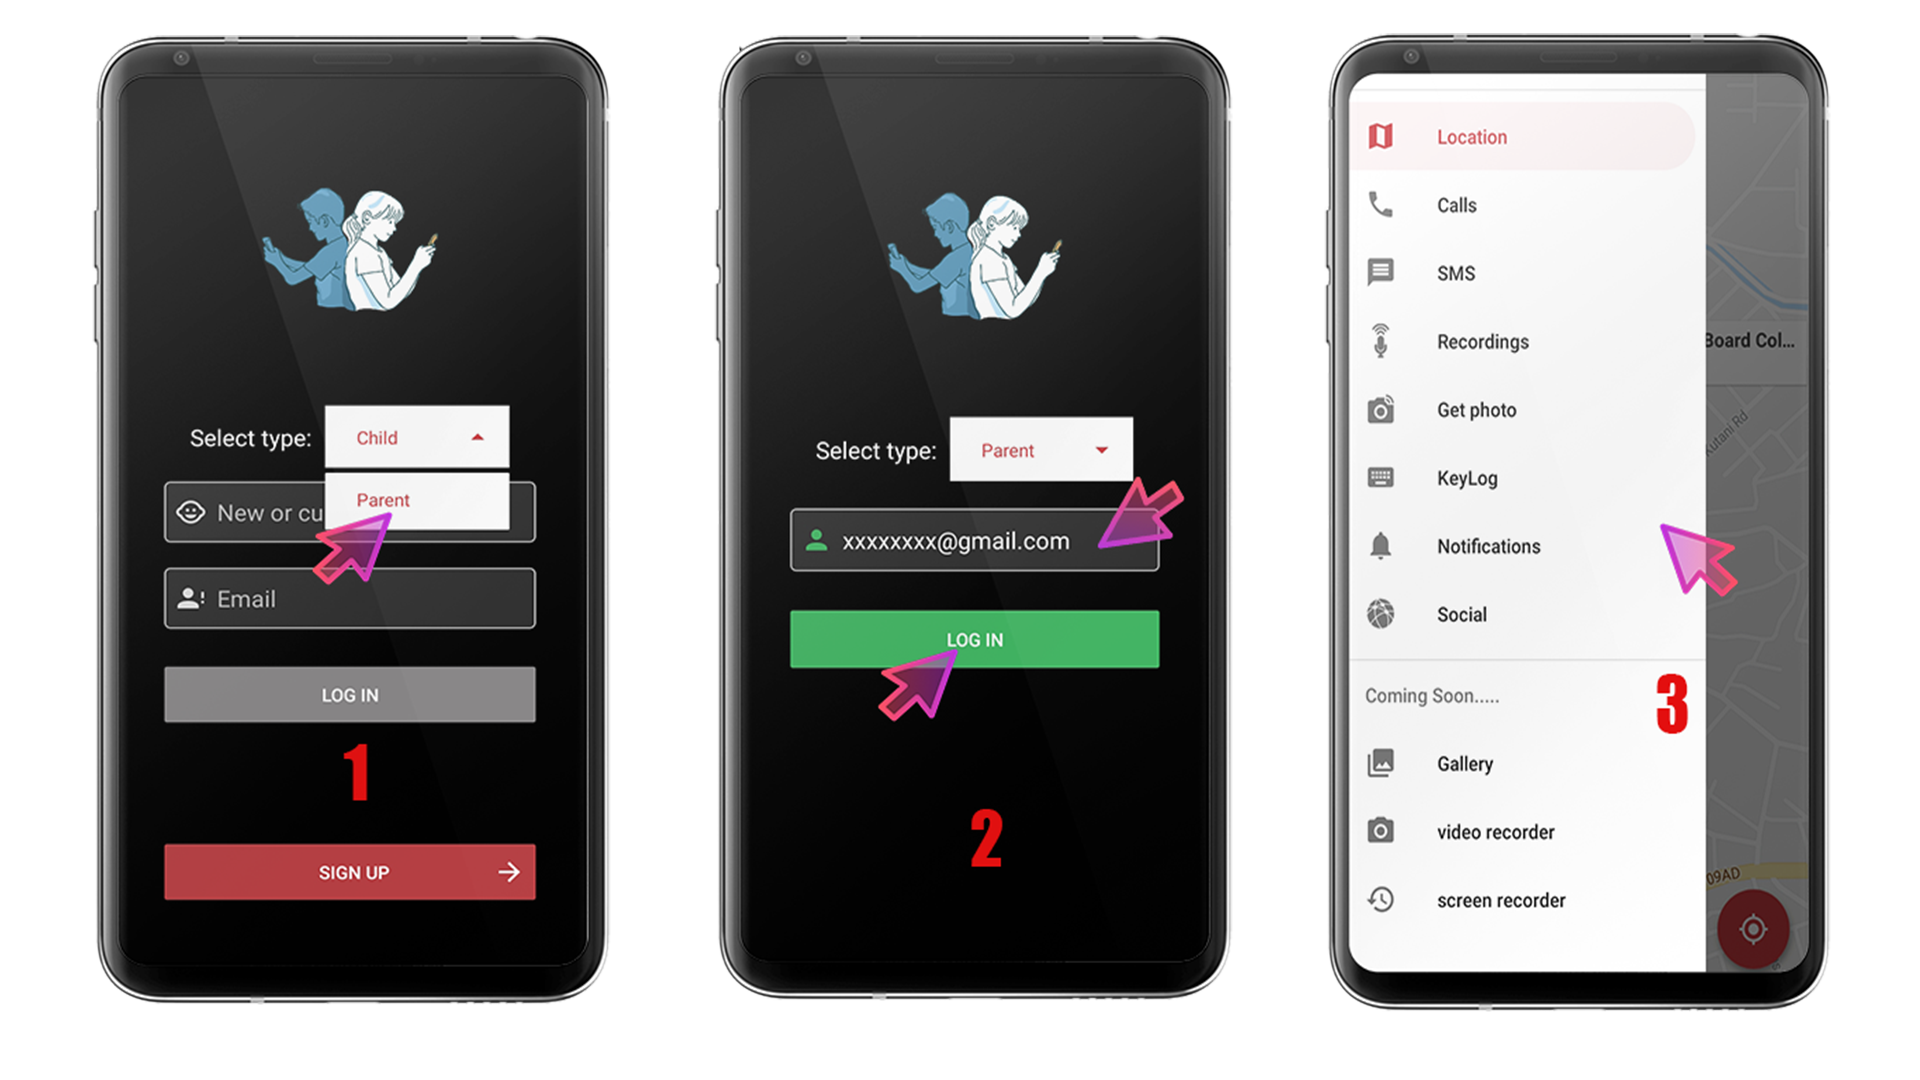 Select type:
Child
Parent
New or cu
Email
LOG IN
1
SIGN UP
Select type:
Parent
xxxxxxxx@gmail.com
LOG IN
2
Location
Calls
SMS
Recordings
Get photo
KeyLog
Notifications
Social
Coming Soon.....
3
Gallery
video recorder
screen recorder
Board Col...
Kutani Rd
09AD